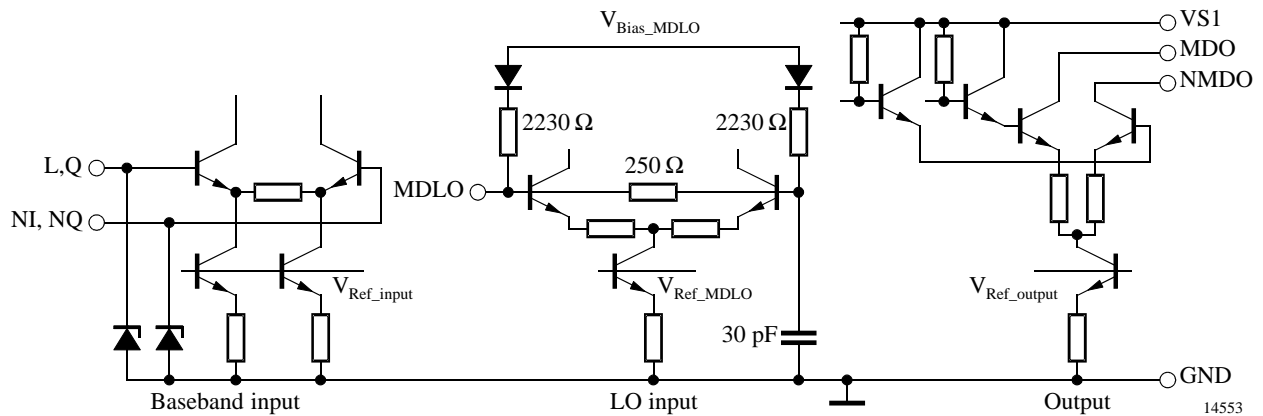 V_Bias_MDLO
VS1
MDO
NMDO
2230 Ω
2230 Ω
250 Ω
L,Q
MDLO
NI, NQ
V_Ref_input
V_Ref_MDLO
V_Ref_output
30 pF
GND
Baseband input
LO input
Output
14553